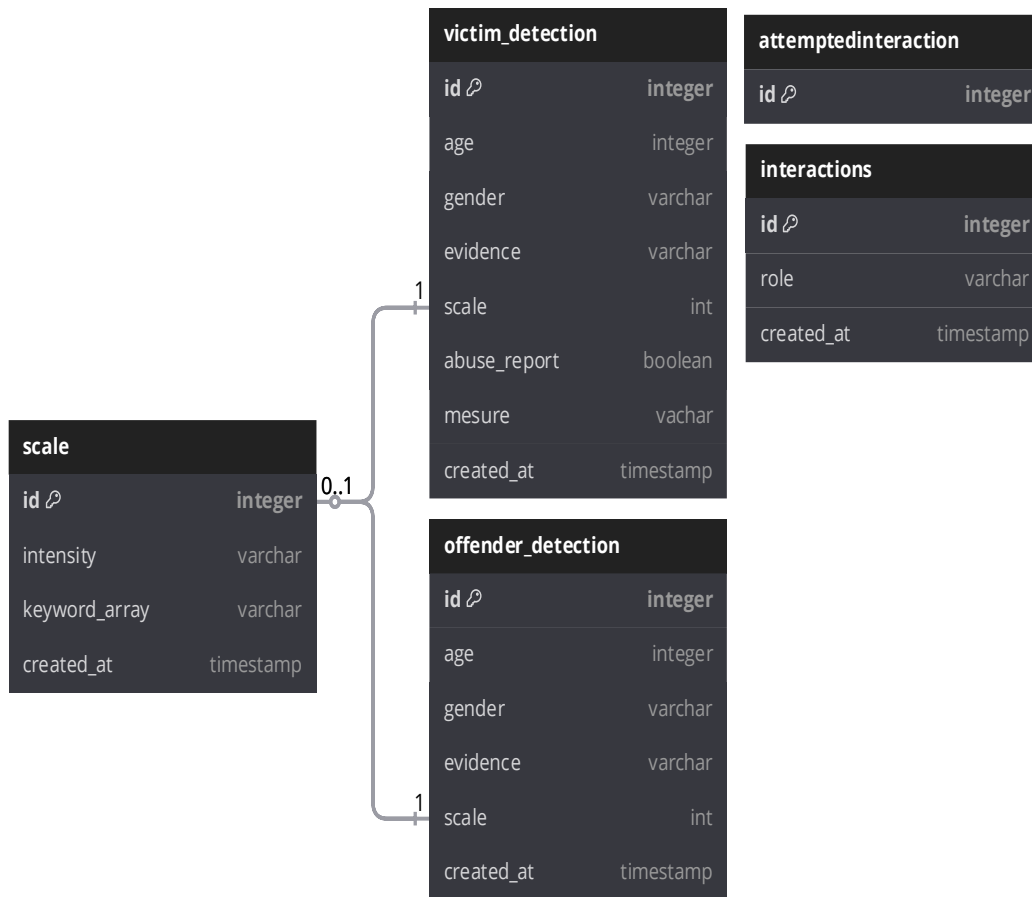 victim_detection
id integer
age integer
gender varchar
evidence varchar
scale int
abuse_report boolean
mesure vachar
created_at timestamp
attemptedinteraction
id integer
interactions
id integer
role varchar
created_at timestamp
1
scale
id integer
intensity varchar
keyword_array varchar
created_at timestamp
0..1
offender_detection
id integer
age integer
gender varchar
evidence varchar
scale int
created_at timestamp
1